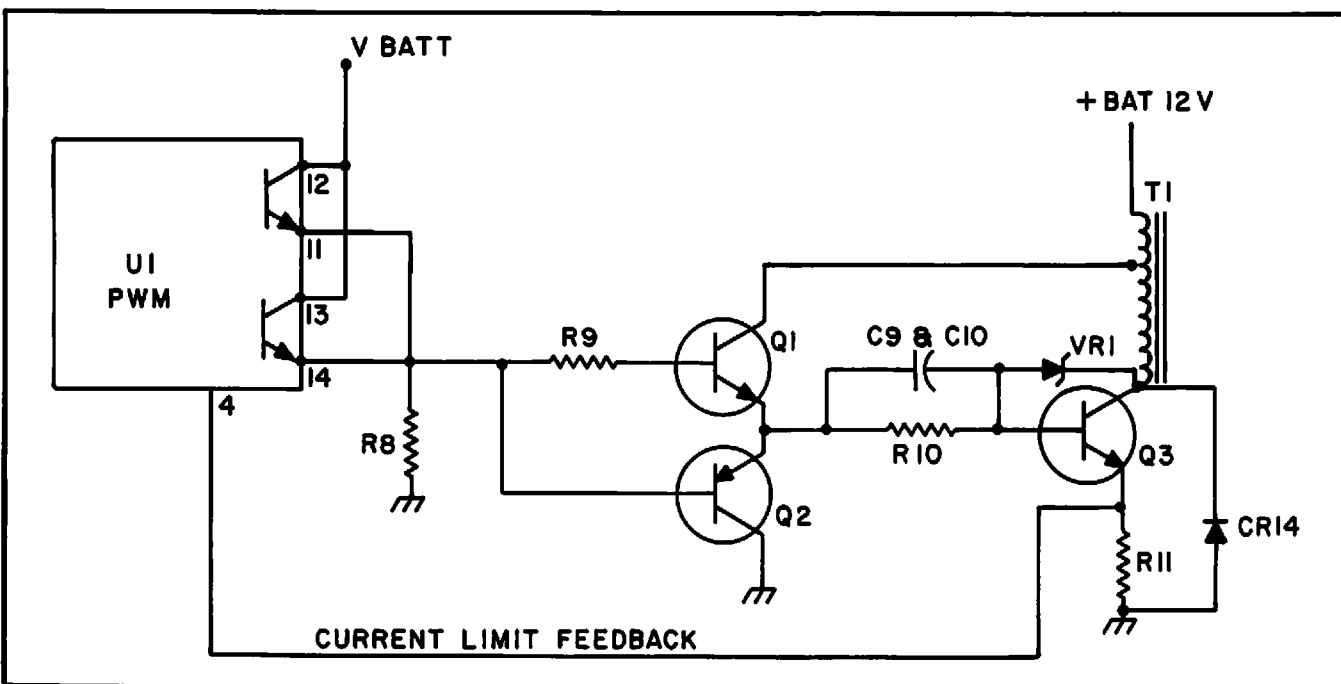 V BATT
+BAT 12V
T1
12
11
U1
PWM
13
14
4
R8
R9
Q1
Q2
C9 & C10
VR1
R10
Q3
CR14
R11
CURRENT LIMIT FEEDBACK